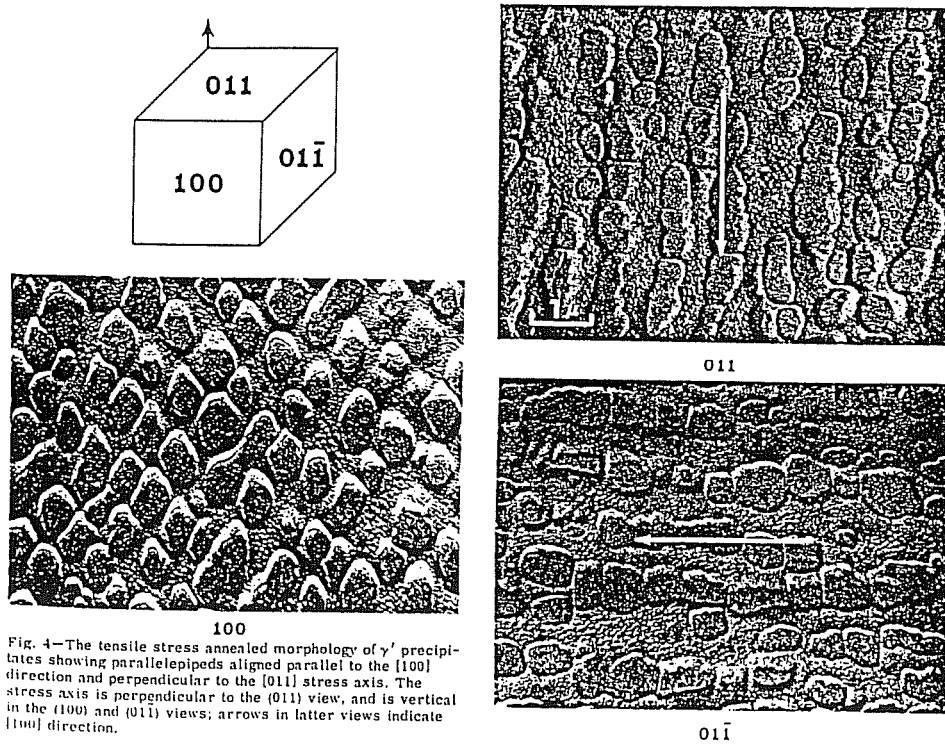 011
100
011̄
100
Fig. 4—The tensile stress annealed morphology of γ′ precipi-
tates showing parallelepipeds aligned parallel to the [100]
direction and perpendicular to the [011] stress axis. The
stress axis is perpendicular to the (011) view, and is vertical
in the (100) and (011̄) views; arrows in latter views indicate
[100] direction.
011
011̄